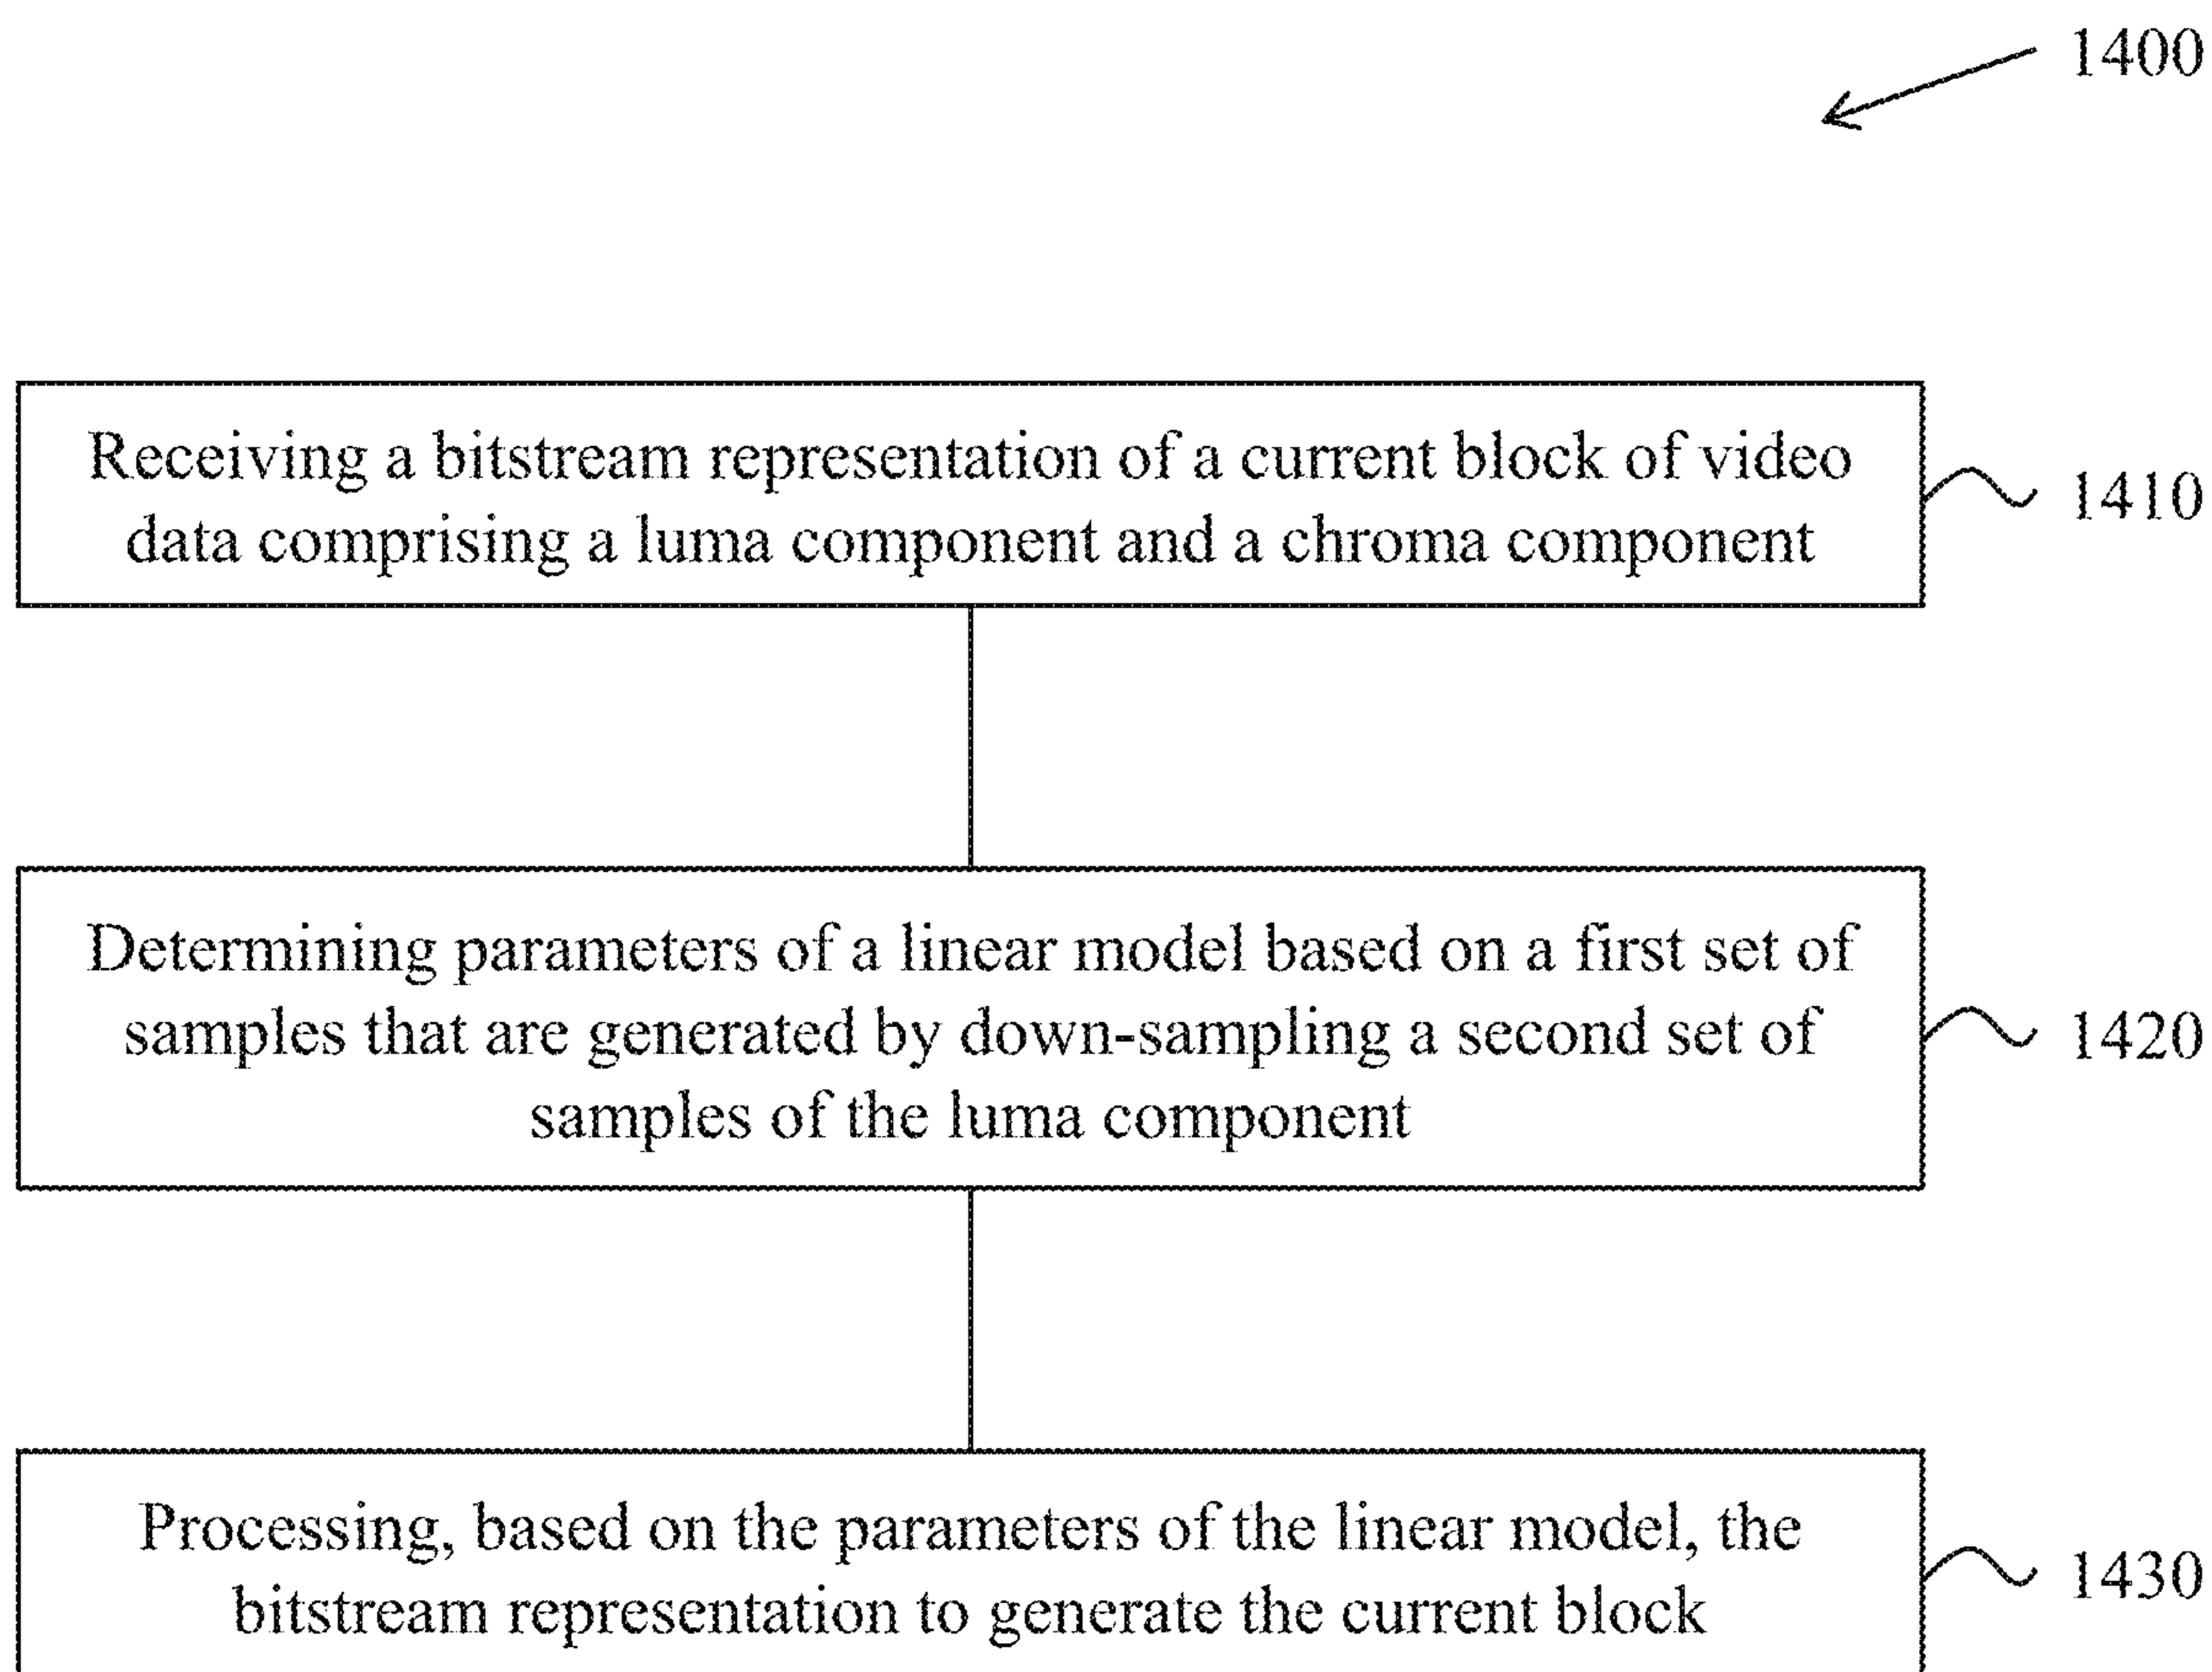 1400
Receiving a bitstream representation of a current block of video
data comprising a luma component and a chroma component
1410
Determining parameters of a linear model based on a first set of
samples that are generated by down-sampling a second set of
samples of the luma component
1420
Processing, based on the parameters of the linear model, the
bitstream representation to generate the current block
1430